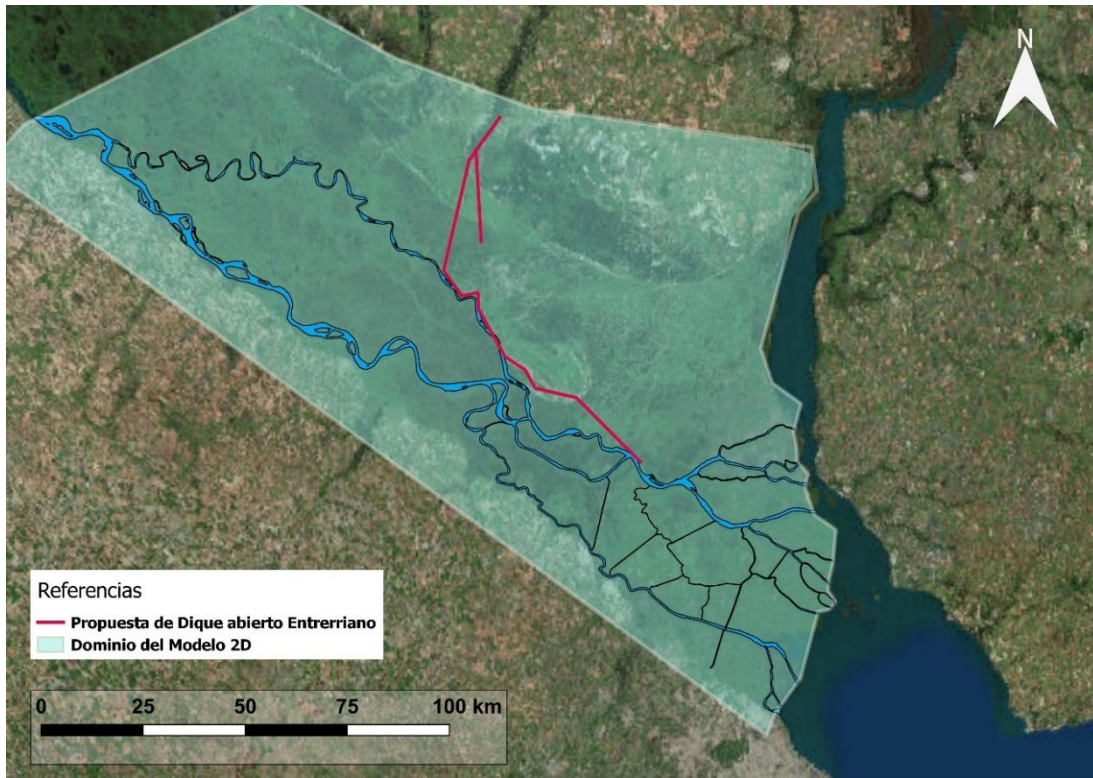 N
Referencias
Propuesta de Dique abierto Entrerriano
Dominio del Modelo 2D
0 25 50 75 100 km